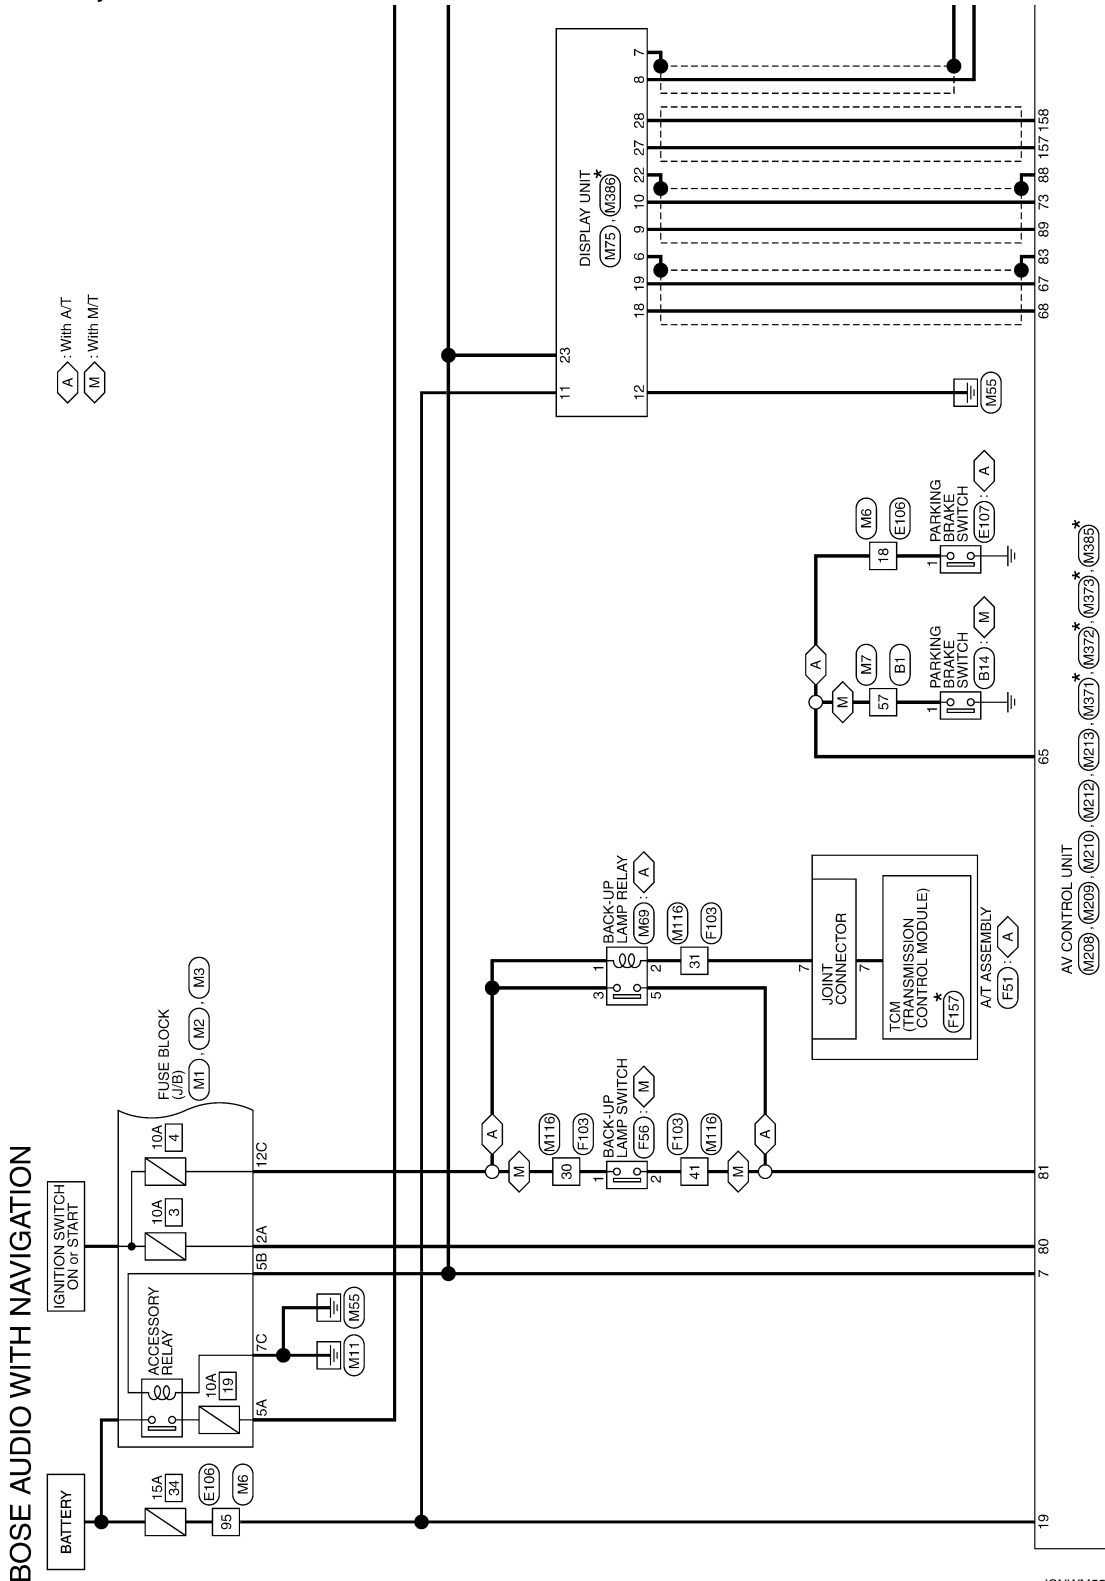 BOSE AUDIO WITH NAVIGATION
BATTERY
15A
34
E106
95
M6
19
IGNITION SWITCH
ON or START
FUSE BLOCK
(J/B)
M1 , M2 , M3
ACCESSORY
RELAY
10A
19
10A
3
10A
4
5A
7C
5B
2A
12C
M11
M55
7
80
81
A : With A/T
M : With M/T
A
M
M116
30
F103
1
BACK-UP
LAMP SWITCH
F56 : M
2
F103
41
M116
M
A
BACK-UP
LAMP RELAY
M69 : A
1
3
2
5
M116
31
F103
7
JOINT
CONNECTOR
7
TCM
(TRANSMISSION
CONTROL MODULE)
F157 *
A/T ASSEMBLY
F51 : A
65
A
M
M7
57
B1
1
PARKING
BRAKE
SWITCH
B14 : M
M6
18
E106
1
PARKING
BRAKE
SWITCH
E107 : A
DISPLAY UNIT
M75 , M386 *
11
23
12
18
19
6
9
10
22
27
28
8
7
M55
68
67
83
89
73
88
157
158
AV CONTROL UNIT
M208 , M209 , M210 , M212 , M213 , M371 * , M372 * , M373 * , M385 *